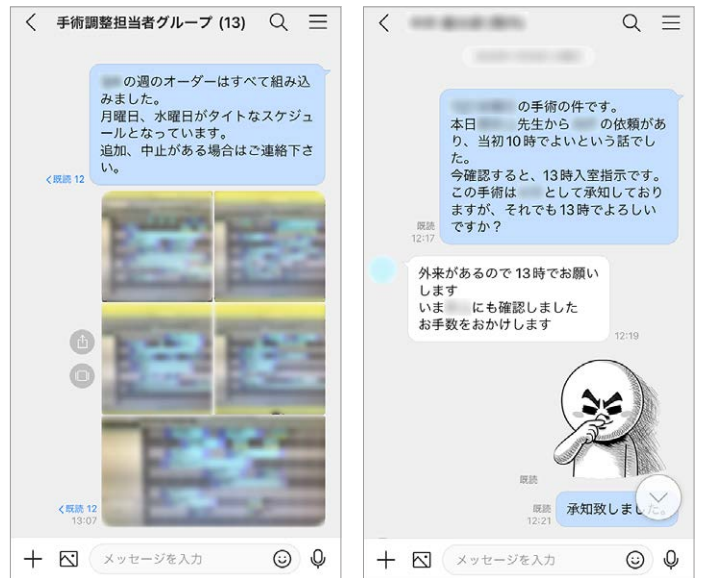 手術調整担当者グループ (13)
の週のオーダーはすべて組み込
みました。
月曜日、水曜日がタイトなスケジュ
ールとなっています。
追加、中止がある場合はご連絡下さ
い。
既読 12
既読 12
13:07
メッセージを入力
の手術の件です。
本日 先生から の依頼があ
り、当初10時でよいという話でし
た。
今確認すると、13時入室指示です。
この手術は として承知しており
ますが、それでも13時でよろしい
ですか？
既読
12:17
外来があるので13時でお願い
します
いま にも確認しました
お手数をおかけします
12:19
既読
承知致しました。
既読
12:21
メッセージを入力